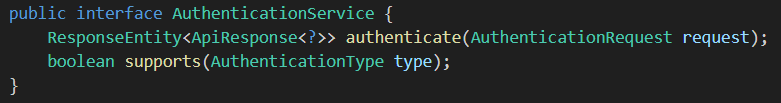 public interface AuthenticationService {
    ResponseEntity<ApiResponse<?>> authenticate(AuthenticationRequest request);
    boolean supports(AuthenticationType type);
}